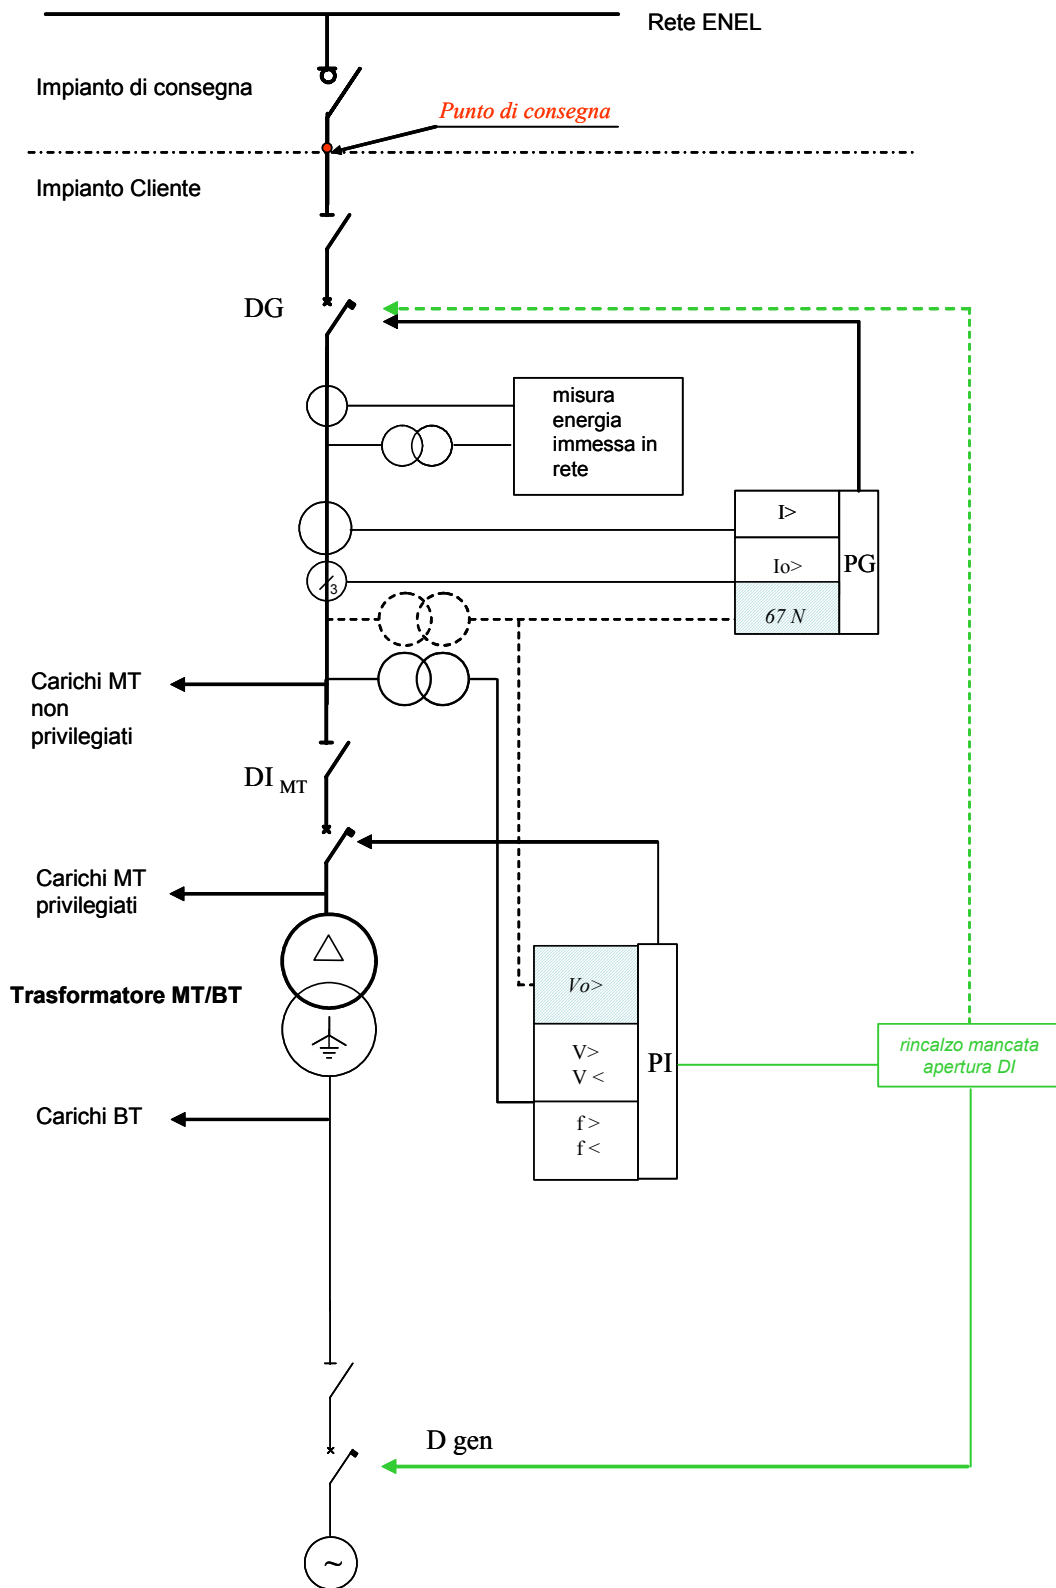 Rete ENEL
Impianto di consegna
Punto di consegna
Impianto Cliente
DG
misura
energia
immessa in
rete
I>
Io>
PG
3
67 N
Carichi MT
non
privilegiati
DI MT
Carichi MT
privilegiati
Trasformatore MT/BT
Vo>
V>
V <
PI
f >
f <
rincalzo mancata
apertura DI
Carichi BT
D gen
~